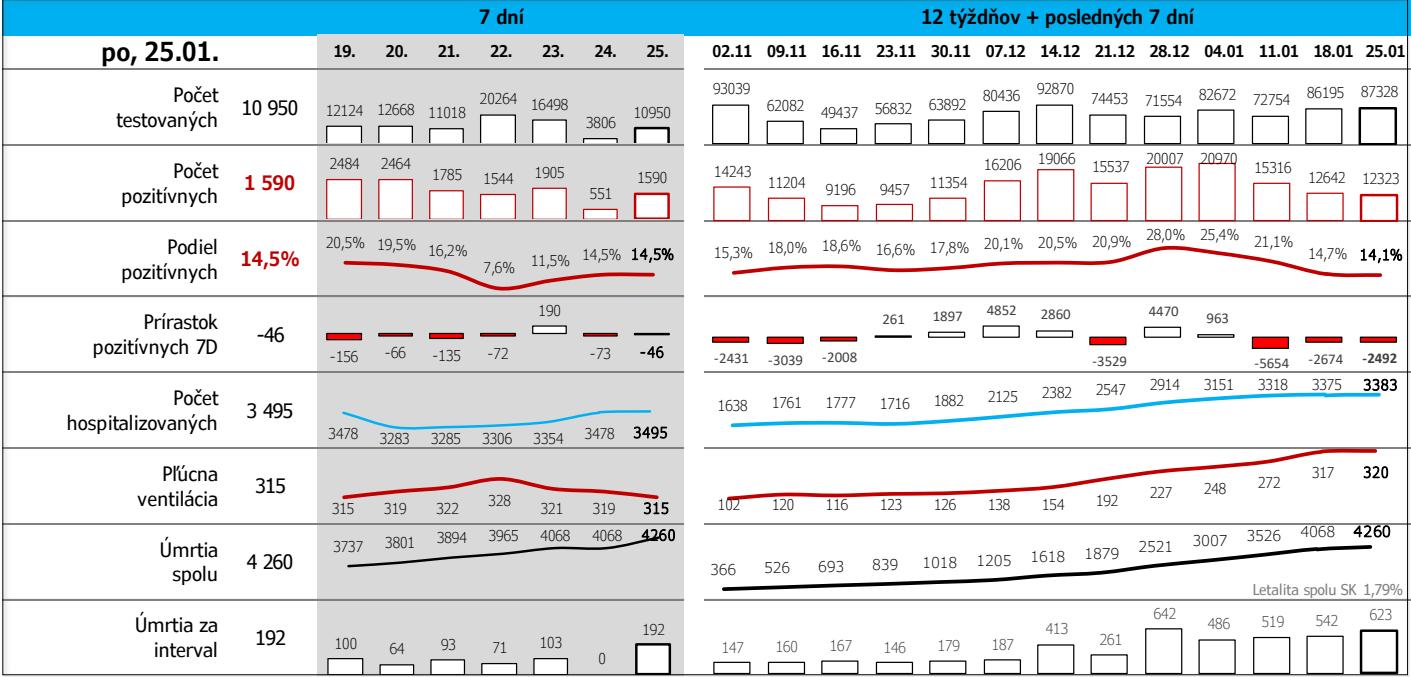 7 dní 12 týždňov + posledných 7 dní
po, 25.01. 19. 20. 21. 22. 23. 24. 25. 02.11 09.11 16.11 23.11 30.11 07.12 14.12 21.12 28.12 04.01 11.01 18.01 25.01
Počet testovaných 10 950 12124 12668 11018 20264 16498 3806 10950 93039 62082 49437 56832 63892 80436 92870 74453 71554 82672 72754 86195 87328
Počet pozitívnych 1 590 2484 2464 1785 1544 1905 551 1590 14243 11204 9196 9457 11354 16206 19066 15537 20007 20970 15316 12642 12323
Podiel pozitívnych 14,5% 20,5% 19,5% 16,2% 7,6% 11,5% 14,5% 14,5% 15,3% 18,0% 18,6% 16,6% 17,8% 20,1% 20,5% 20,9% 28,0% 25,4% 21,1% 14,7% 14,1%
Prírastok pozitívnych 7D -46 -156 -66 -135 -72 190 -73 -46 -2431 -3039 -2008 261 1897 4852 2860 -3529 4470 963 -5654 -2674 -2492
Počet hospitalizovaných 3 495 3478 3283 3285 3306 3354 3478 3495 1638 1761 1777 1716 1882 2125 2382 2547 2914 3151 3318 3375 3383
Pľúcna ventilácia 315 315 319 322 328 321 319 315 102 120 116 123 126 138 154 192 227 248 272 317 320
Úmrtia spolu 4 260 3737 3801 3894 3965 4068 4068 4260 366 526 693 839 1018 1205 1618 1879 2521 3007 3526 4068 4260
Letalita spolu SK 1,79%
Úmrtia za interval 192 100 64 93 71 103 0 192 147 160 167 146 179 187 413 261 642 486 519 542 623